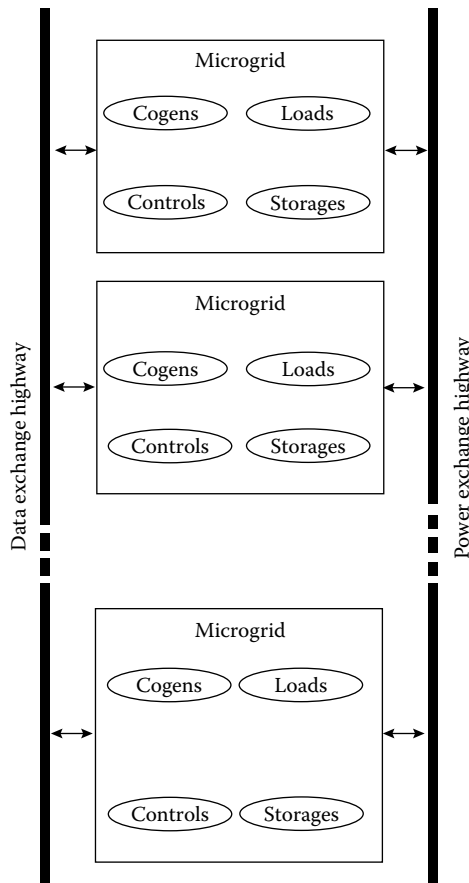 Microgrid
Cogens
Loads
Controls
Storages
Microgrid
Cogens
Loads
Controls
Storages
Data exchange highway
Power exchange highway
Microgrid
Cogens
Loads
Controls
Storages